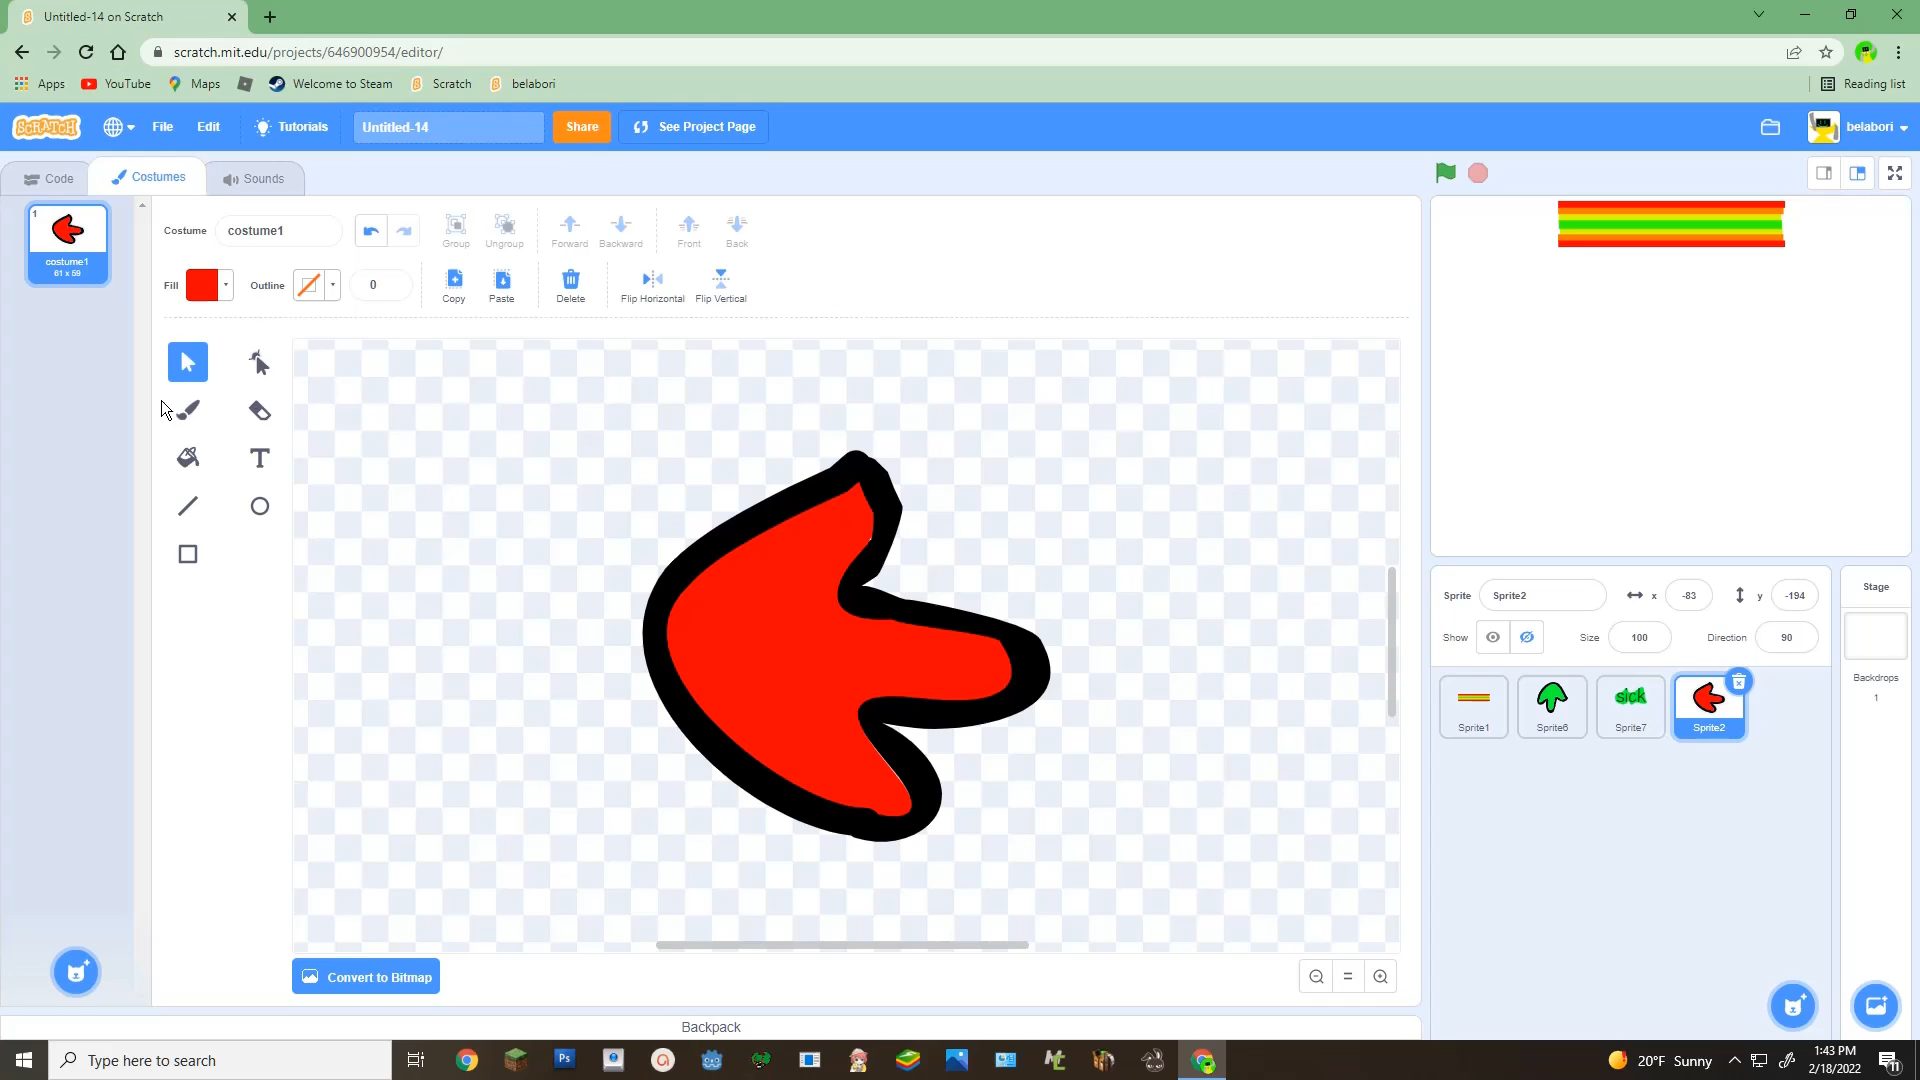 Untitled-14 on Scratch
scratch.mit.edu/projects/646900954/editor/
Apps YouTube Maps Welcome to Steam Scratch belabori Reading list
SCRATCH File Edit Tutorials Untitled-14 Share See Project Page belabori
Code Costumes Sounds
1
costume1
61 x 59
Costume costume1 Group Ungroup Forward Backward Front Back
Fill Outline 0 Copy Paste Delete Flip Horizontal Flip Vertical
T
Convert to Bitmap
Backpack
Sprite Sprite2 x -83 y -194
Show Size 100 Direction 90
sick
Sprite1 Sprite6 Sprite7 Sprite2
Stage
Backdrops
1
Type here to search
Ps
20°F Sunny
1:43 PM
2/18/2022
11